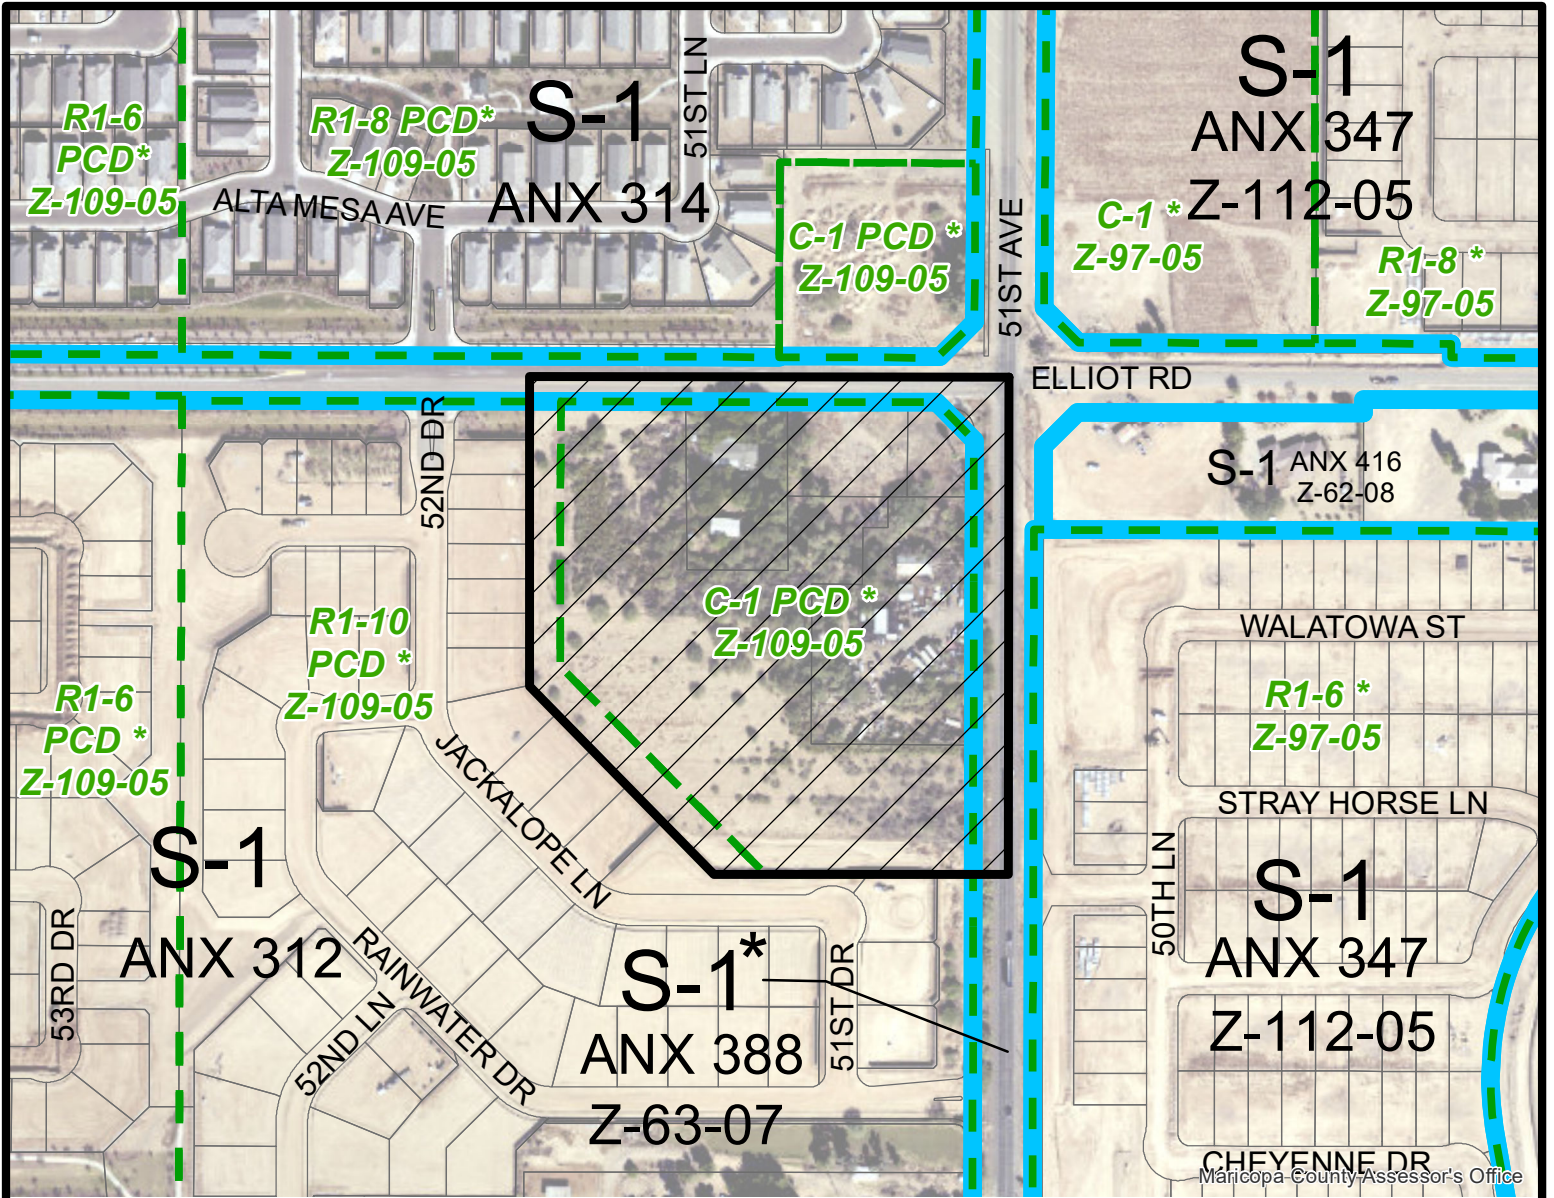 S-1
ANX 314
R1-6
PCD*
Z-109-05
R1-8 PCD*
Z-109-05
51ST LN
ALTA MESA AVE
C-1 PCD *
Z-109-05
51ST AVE
S-1
ANX 347
Z-112-05
C-1 *
Z-97-05
R1-8 *
Z-97-05
ELLIOT RD
52ND DR
S-1
ANX 416
Z-62-08
C-1 PCD *
Z-109-05
R1-10
PCD *
Z-109-05
R1-6
PCD *
Z-109-05
WALATOWA ST
R1-6 *
Z-97-05
STRAY HORSE LN
JACKALOPE LN
S-1
ANX 312
53RD DR
RAINWATER DR
52ND LN
S-1*
ANX 388
Z-63-07
51ST DR
50TH LN
S-1
ANX 347
Z-112-05
CHEYENNE DR
Maricopa County Assessor's Office